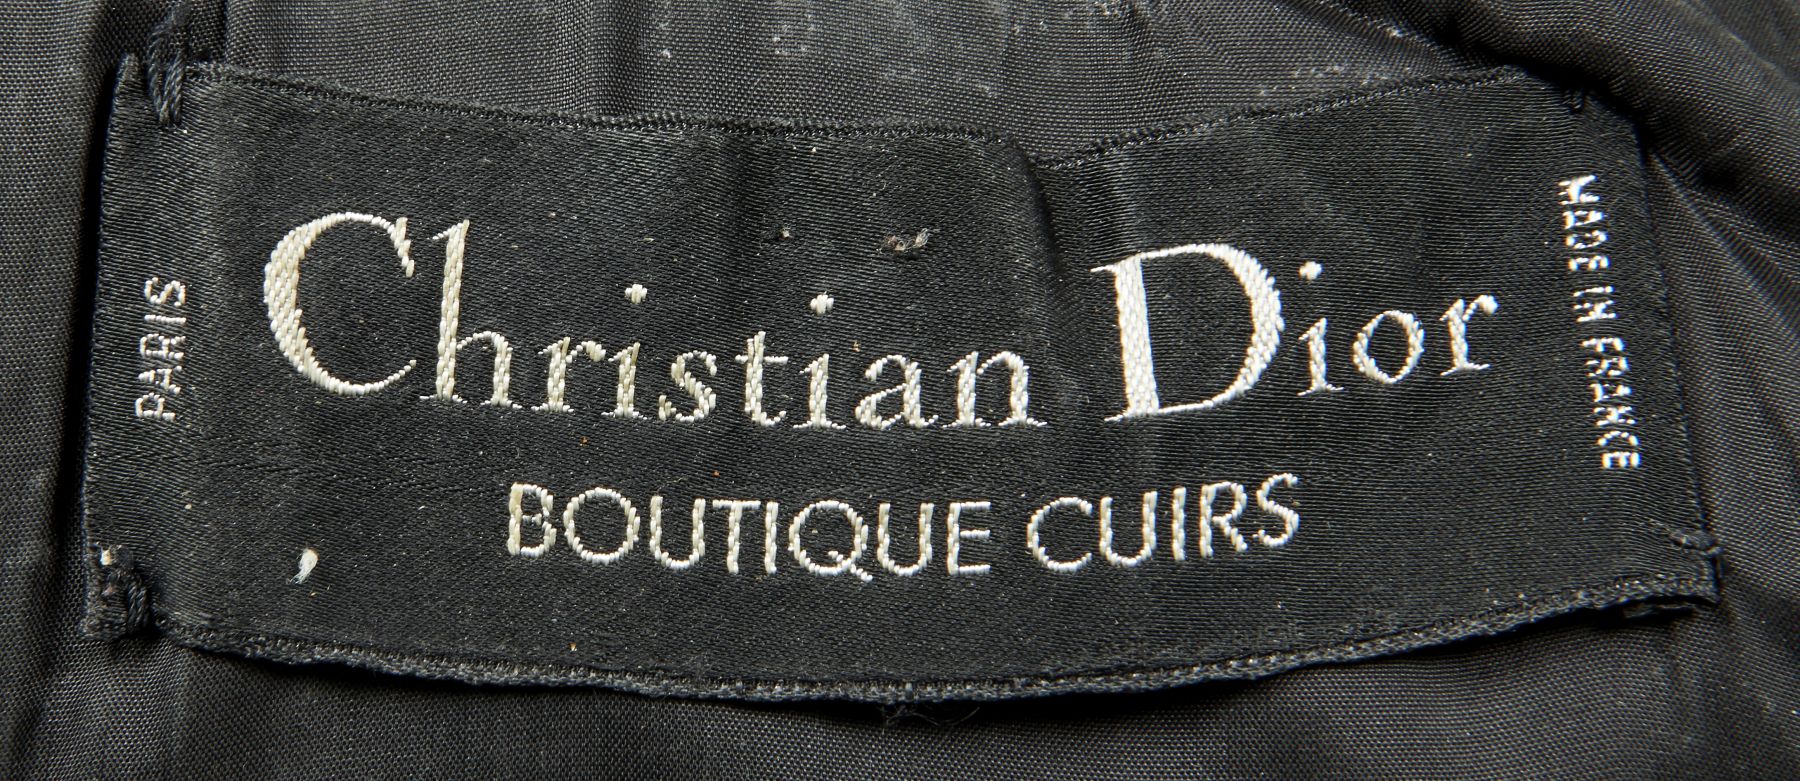 PARIS
Christian Dior
BOUTIQUE CUIRS
MADE IN FRANCE